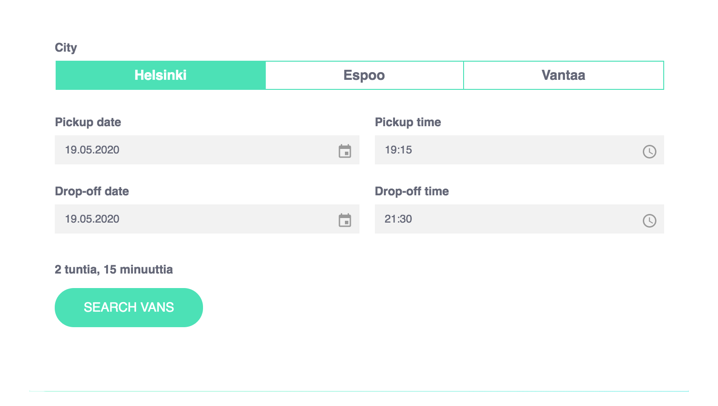 City
Helsinki Espoo Vantaa
Pickup date Pickup time
19.05.2020 19:15
Drop-off date Drop-off time
19.05.2020 21:30
2 tuntia, 15 minuuttia
SEARCH VANS